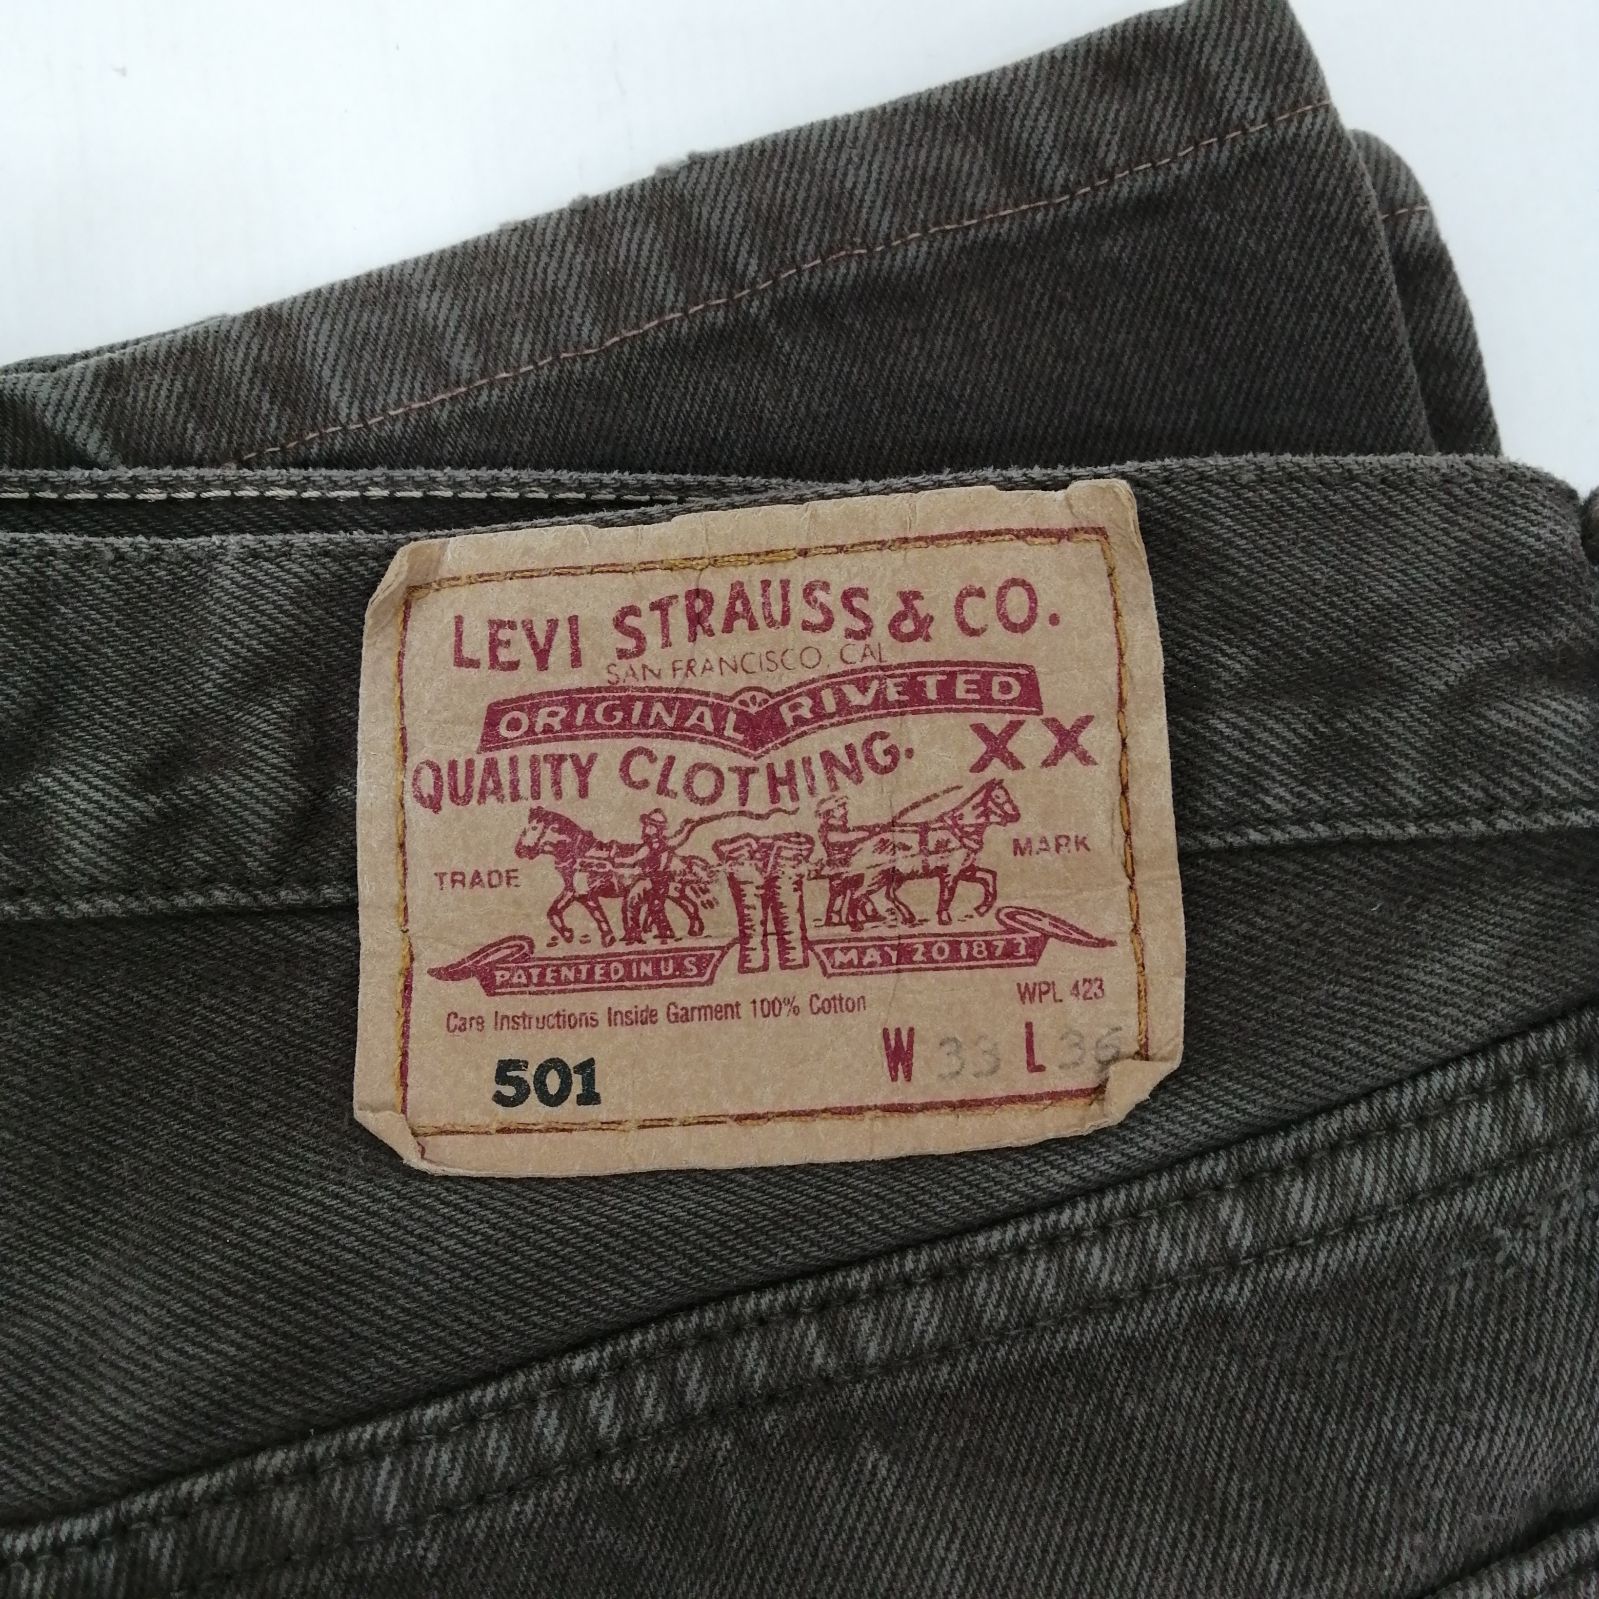 LEVI STRAUSS & CO.
SAN FRANCISCO, CAL
ORIGINAL RIVETED
QUALITY CLOTHING. XX
TRADE MARK
PATENTED IN U.S. MAY 20 1873
WPL 423
Care Instructions Inside Garment 100% Cotton
501 W 33 L 36